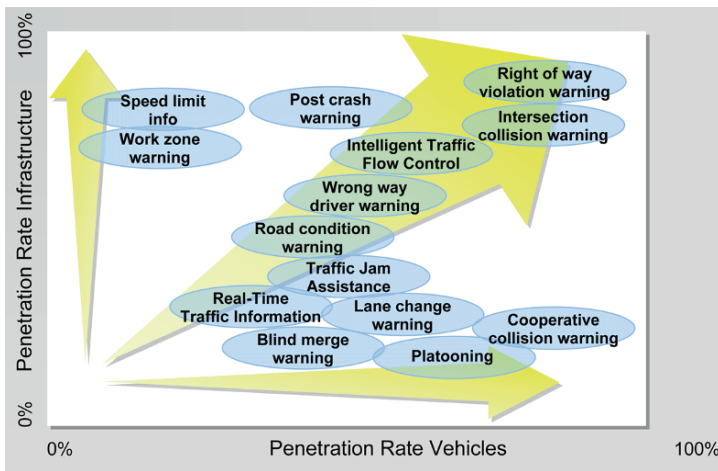 100%
Penetration Rate Infrastructure
0%
Speed limit
info
Work zone
warning
Post crash
warning
Right of way
violation warning
Intersection
collision warning
Intelligent Traffic
Flow Control
Wrong way
driver warning
Road condition
warning
Traffic Jam
Assistance
Real-Time
Traffic Information
Lane change
warning
Cooperative
collision warning
Blind merge
warning
Platooning
0%
Penetration Rate Vehicles
100%